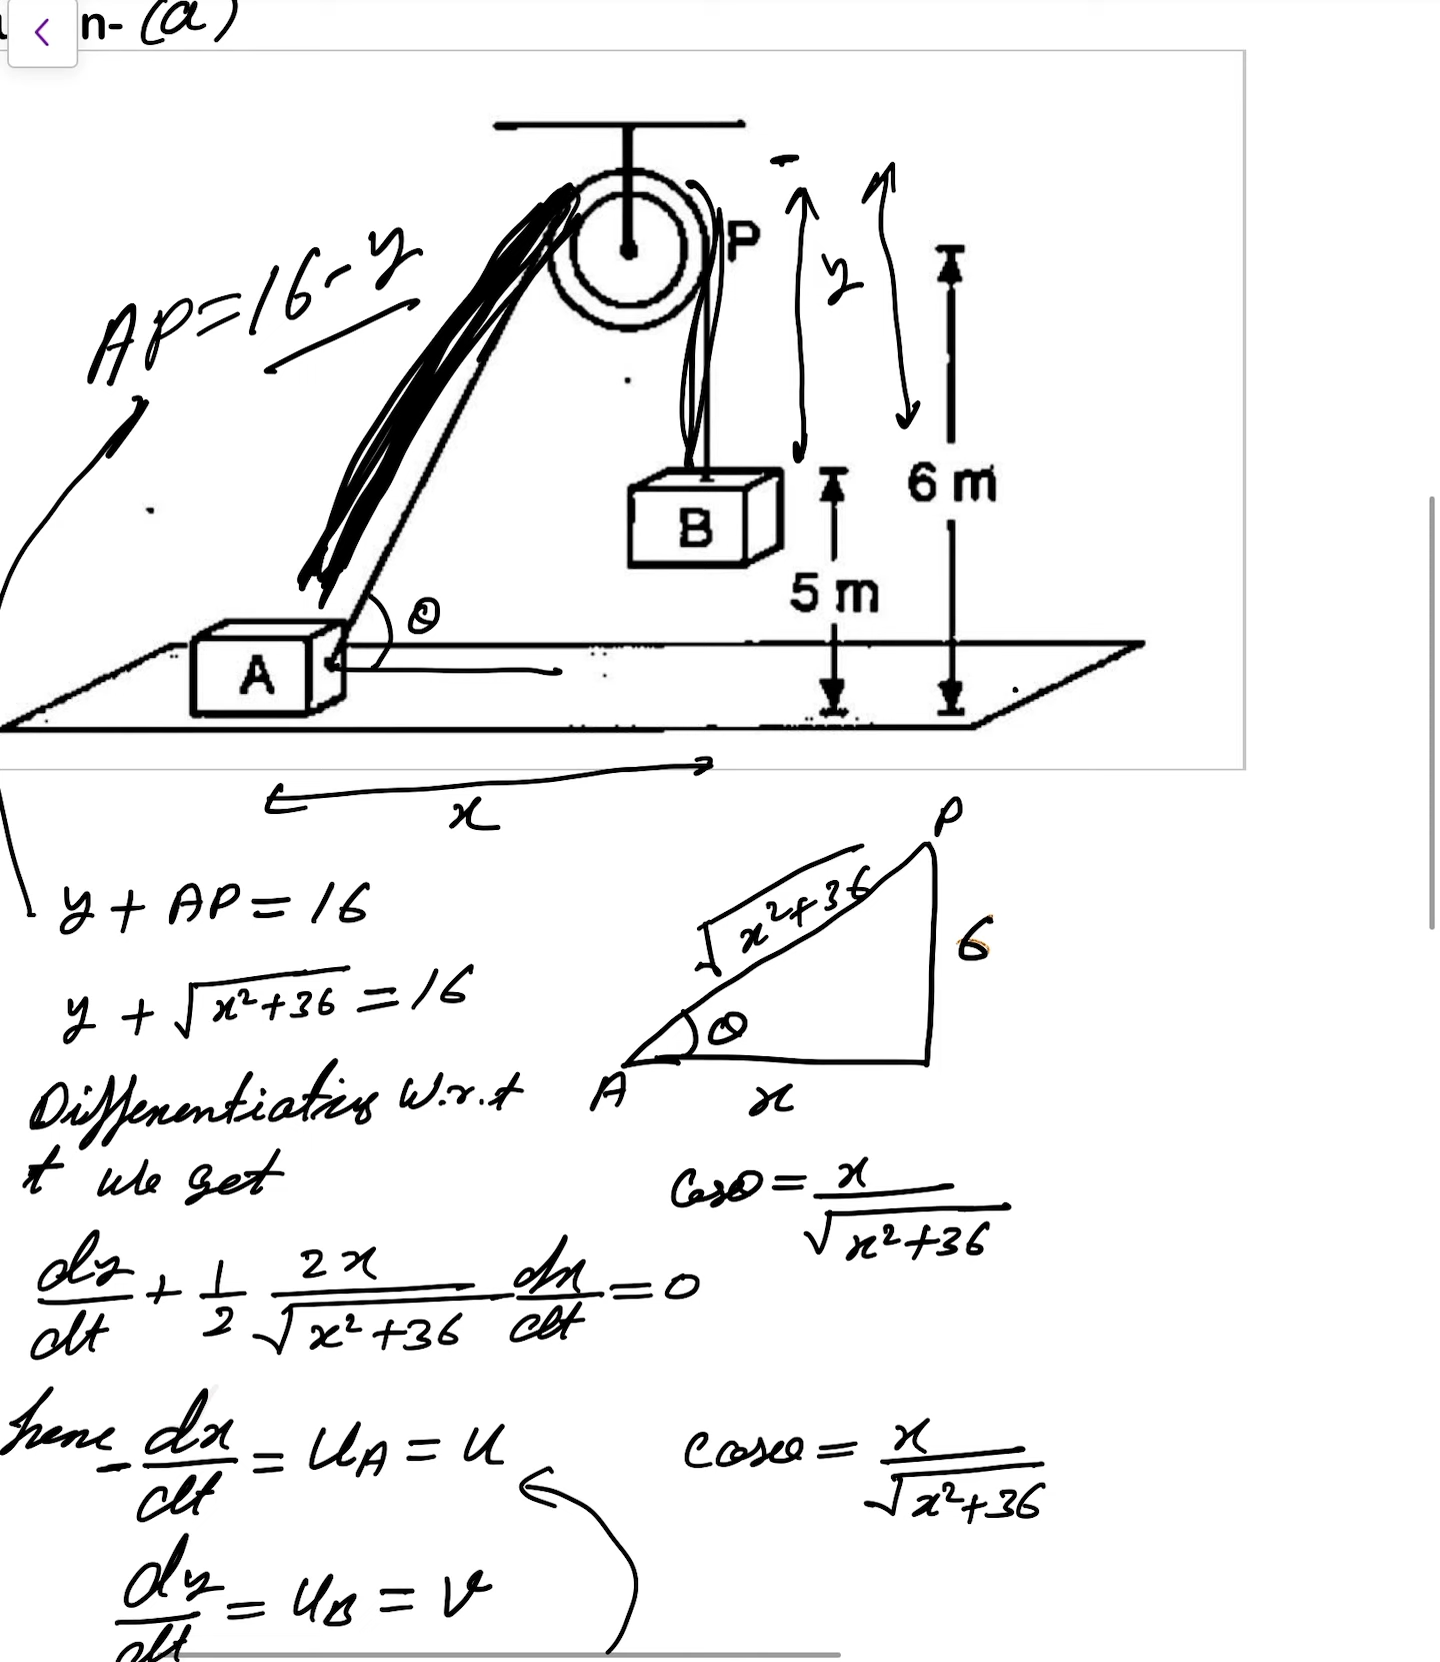 n- (a)
AP = 16 - y
P
y
6 m
B
5 m
θ
A
x
P
y + AP = 16
√x²+36
6
y + √x²+36 = 16
θ
A
x
Differentiating w.r.t
t we get
Cosθ = x / √x²+36
dy/dt + 1/2 2x/√x²+36 dx/dt = 0
here - dx/dt = uA = u
cosθ = x / √x²+36
dy/dt = uB = v